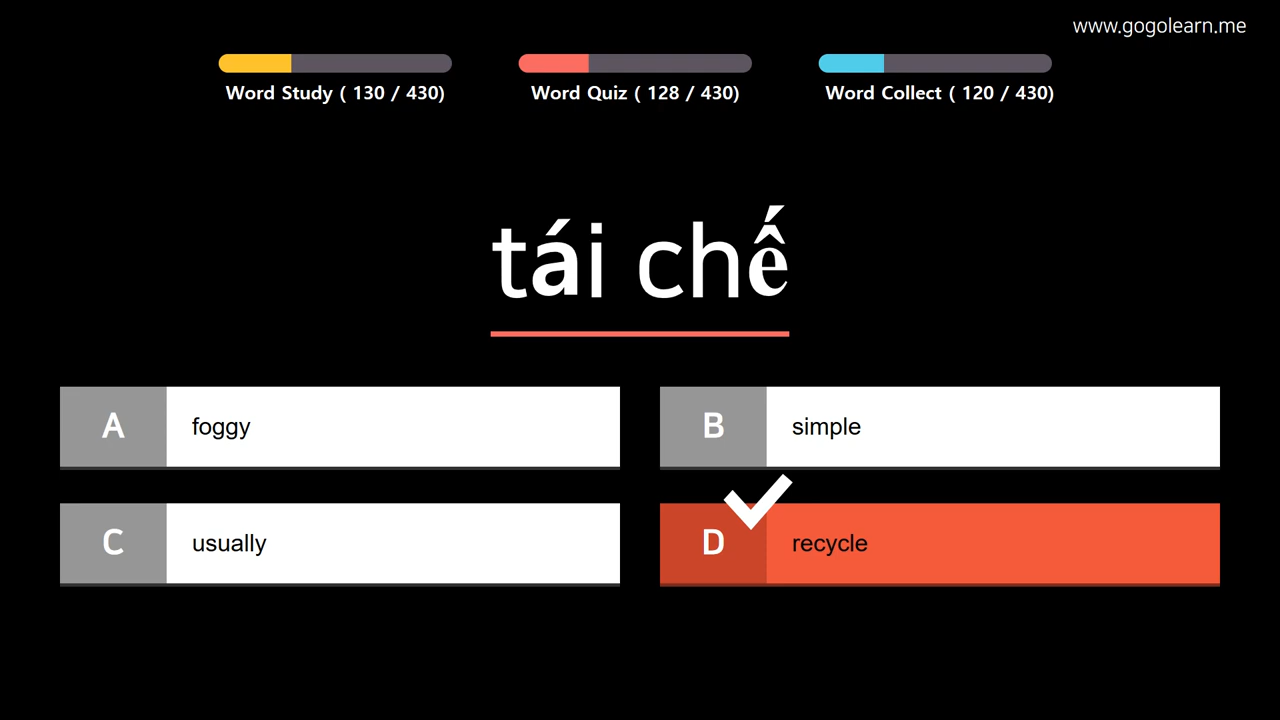 www.gogolearn.me
Word Study ( 130 / 430)
Word Quiz ( 128 / 430)
Word Collect ( 120 / 430)
tái chế
A foggy
B simple
C usually
D recycle